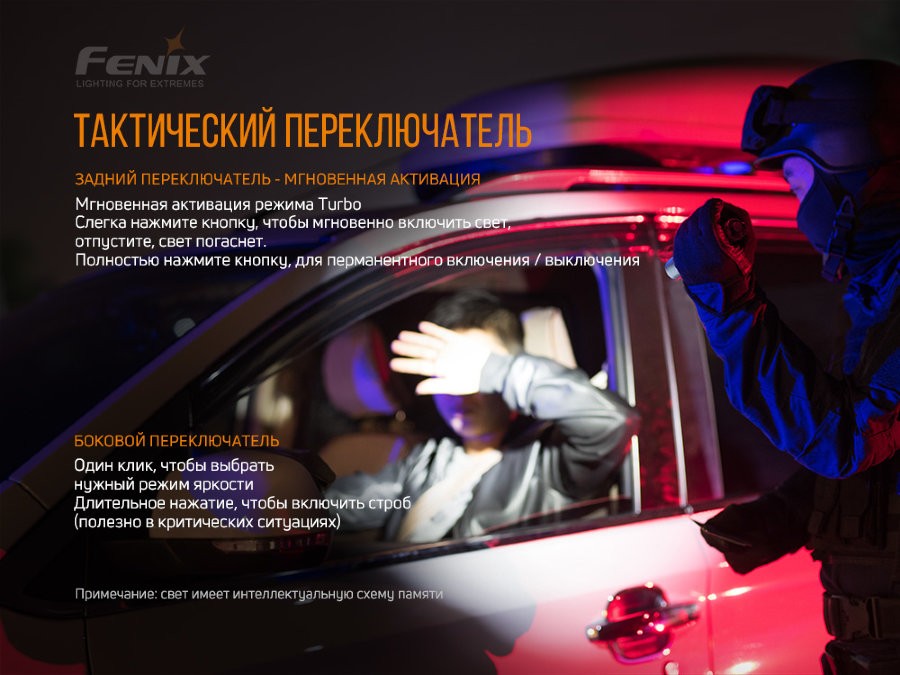 FENIX
LIGHTING FOR EXTREMES
ТАКТИЧЕСКИЙ ПЕРЕКЛЮЧАТЕЛЬ
ЗАДНИЙ ПЕРЕКЛЮЧАТЕЛЬ - МГНОВЕННАЯ АКТИВАЦИЯ
Мгновенная активация режима Turbo
Слегка нажмите кнопку, чтобы мгновенно включить свет,
отпустите, свет погаснет.
Полностью нажмите кнопку, для перманентного включения / выключения
БОКОВОЙ ПЕРЕКЛЮЧАТЕЛЬ
Один клик, чтобы выбрать
нужный режим яркости
Длительное нажатие, чтобы включить строб
(полезно в критических ситуациях)
Примечание: свет имеет интеллектуальную схему памяти